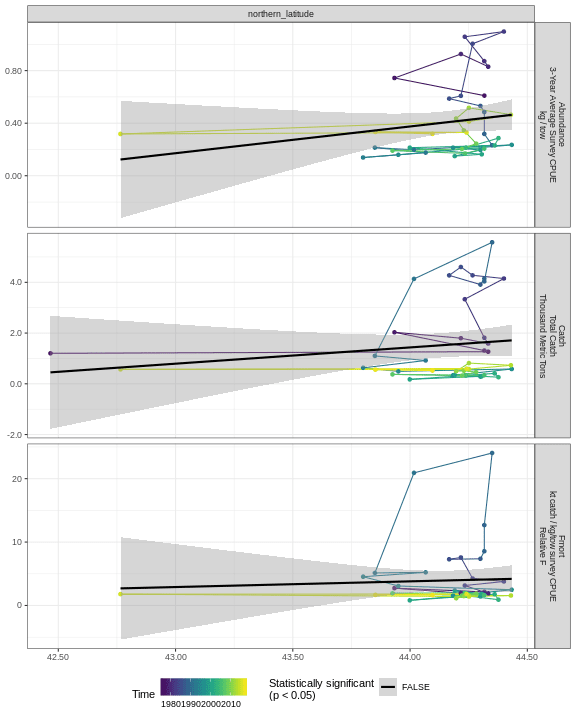 northern_latitude
0.80
0.40
0.00
Abundance
3-Year Average Survey CPUE
kg / tow
4.0
2.0
0.0
-2.0
Catch
Total Catch
Thousand Metric Tons
20
10
0
Fmort
kt catch / kg/tow survey CPUE
Relative F
42.50
43.00
43.50
44.00
44.50
Time
1980199020002010
Statistically significant
(p < 0.05)
FALSE